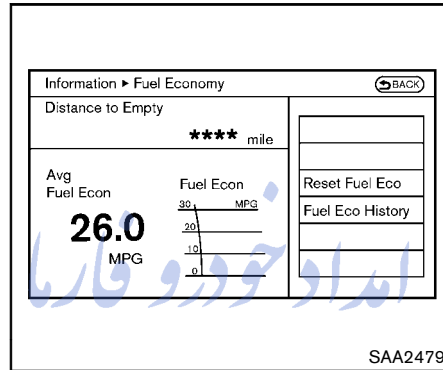 Information ▶ Fuel Economy
BACK
Distance to Empty
**** mile
Avg
Fuel Econ
26.0
MPG
Fuel Econ
30 MPG
20
10
0
Reset Fuel Eco
Fuel Eco History
امداد خودرو فارما
SAA2479